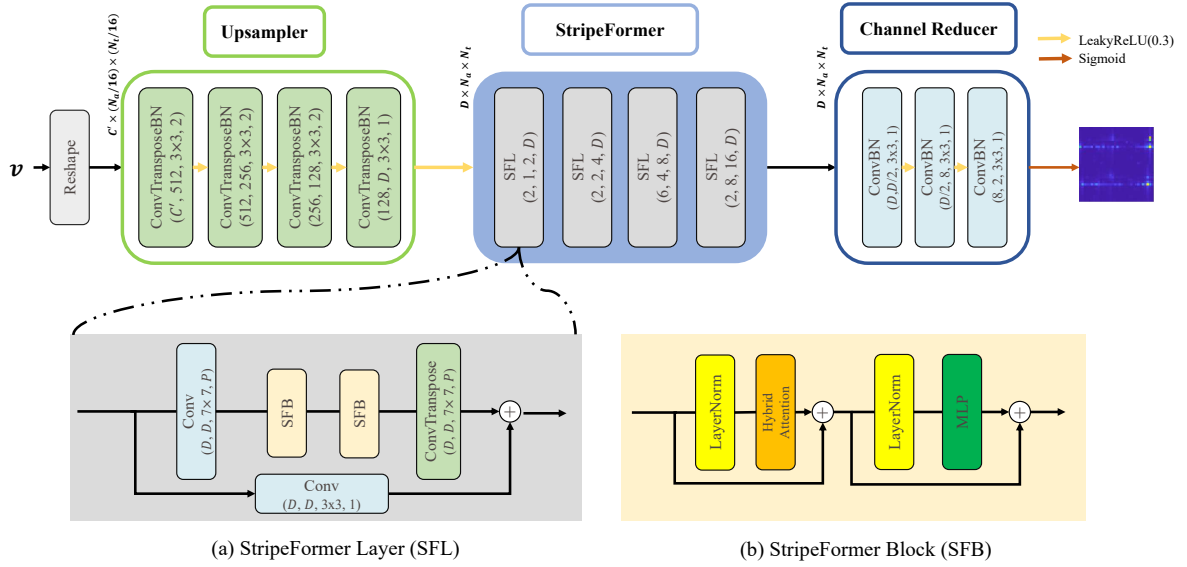 Upsampler
StripeFormer
Channel Reducer
LeakyReLU(0.3)
Sigmoid
𝒗
Reshape
C′ × (Nₐ/16) × (Nₜ/16)
ConvTransposeBN
(C′, 512, 3×3, 2)
ConvTransposeBN
(512, 256, 3×3, 2)
ConvTransposeBN
(256, 128, 3×3, 2)
ConvTransposeBN
(128, D, 3×3, 1)
D × Nₐ × Nₜ
SFL
(2, 1, 2, D)
SFL
(2, 2, 4, D)
SFL
(6, 4, 8, D)
SFL
(2, 8, 16, D)
D × Nₐ × Nₜ
ConvBN
(D,D/2, 3x3, 1)
ConvBN
(D/2, 8, 3x3, 1)
ConvBN
(8, 2, 3x3, 1)
Conv
(D, D, 7× 7, P)
SFB
SFB
ConvTranspose
(D, D, 7× 7, P)
+
Conv
(D, D, 3x3, 1)
LayerNorm
Hybrid
Attention
+
LayerNorm
MLP
+
(a) StripeFormer Layer (SFL)
(b) StripeFormer Block (SFB)